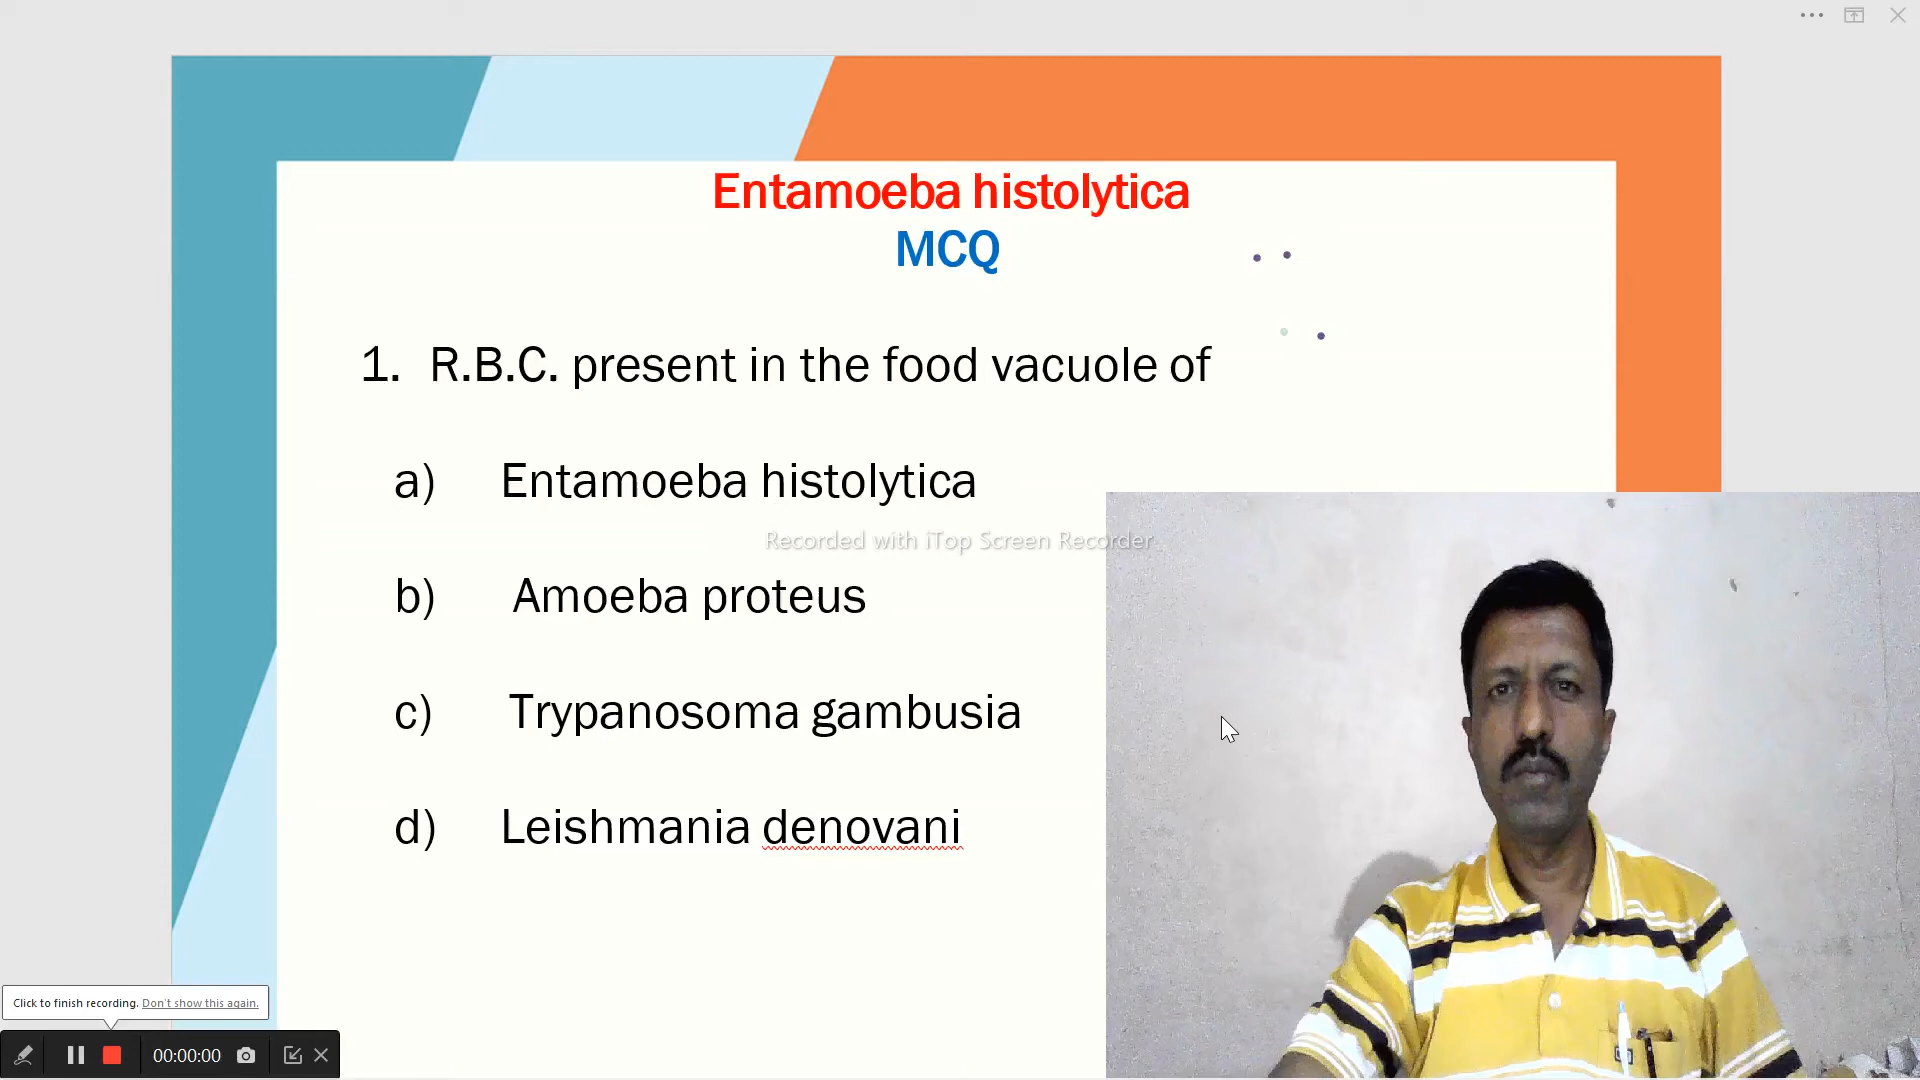 Entamoeba histolytica
MCQ
1. R.B.C. present in the food vacuole of
a) Entamoeba histolytica
Recorded with iTop Screen Recorder
b) Amoeba proteus
c) Trypanosoma gambusia
d) Leishmania denovani
Click to finish recording. Don't show this again.
00:00:00